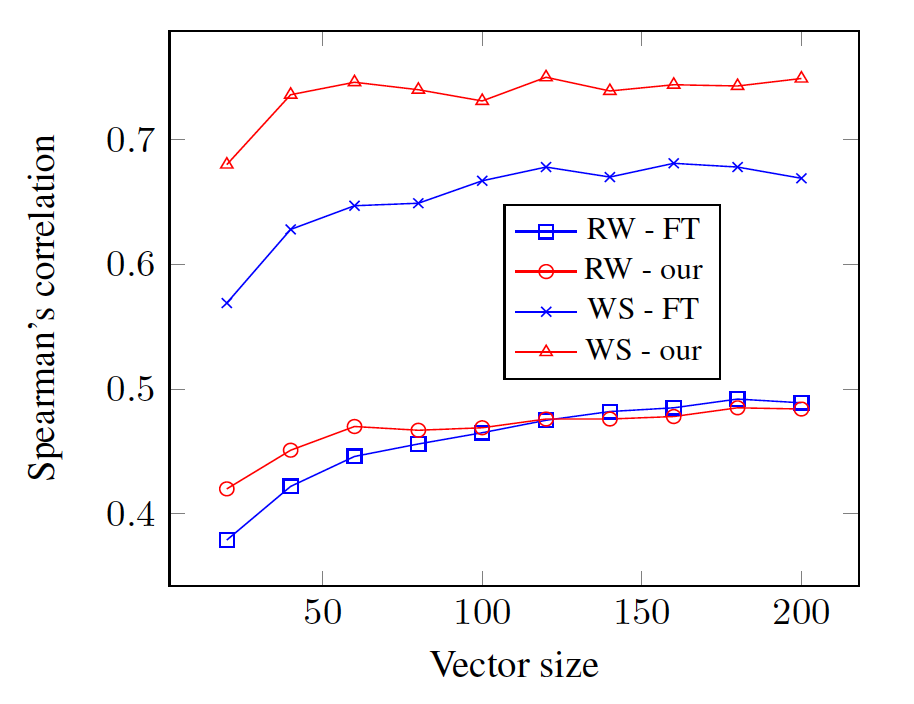 Spearman's correlation
0.7
0.6
0.5
0.4
RW - FT
RW - our
WS - FT
WS - our
50 100 150 200
Vector size